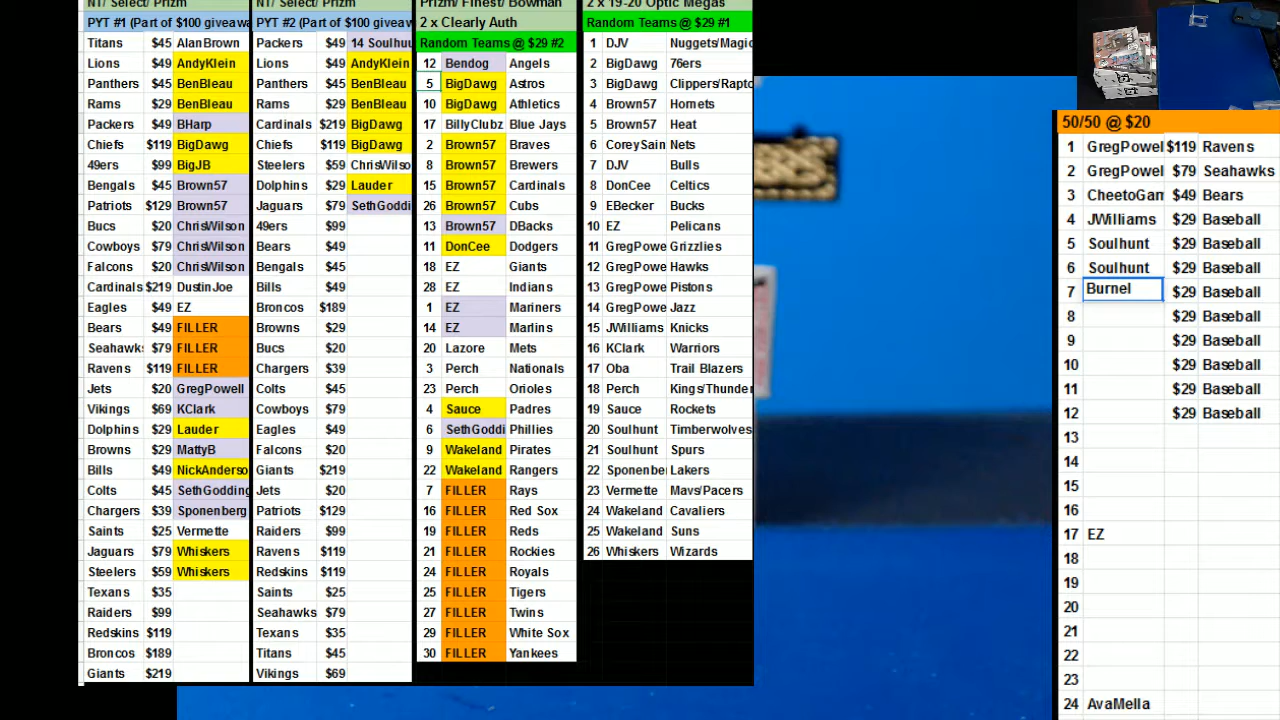 NT/ Select/ Prizm
PYT #1 (Part of $100 giveaw
Titans $45 AlanBrown
Lions $49 AndyKlein
Panthers $45 BenBleau
Rams $29 BenBleau
Packers $49 BHarp
Chiefs $119 BigDawg
49ers $99 BigJB
Bengals $45 Brown57
Patriots $129 Brown57
Bucs $20 ChrisWilson
Cowboys $79 ChrisWilson
Falcons $20 ChrisWilson
Cardinals $219 DustinJoe
Eagles $49 EZ
Bears $49 FILLER
Seahawks $79 FILLER
Ravens $119 FILLER
Jets $20 GregPowell
Vikings $69 KClark
Dolphins $29 Lauder
Browns $29 MattyB
Bills $49 NickAnderso
Colts $45 SethGodding
Chargers $39 Sponenberg
Saints $25 Vermette
Jaguars $79 Whiskers
Steelers $59 Whiskers
Texans $35
Raiders $99
Redskins $119
Broncos $189
Giants $219
NT/ Select/ Prizm
PYT #2 (Part of $100 giveaw
Packers $49 14 Soulhuu
Lions $49 AndyKlein
Panthers $45 BenBleau
Rams $29 BenBleau
Cardinals $219 BigDawg
Chiefs $119 BigDawg
Steelers $59 ChrisWilso
Dolphins $29 Lauder
Jaguars $79 SethGoddi
49ers $99
Bears $49
Bengals $45
Bills $49
Broncos $189
Browns $29
Bucs $20
Chargers $39
Colts $45
Cowboys $79
Eagles $49
Falcons $20
Giants $219
Jets $20
Patriots $129
Raiders $99
Ravens $119
Redskins $119
Saints $25
Seahawks $79
Texans $35
Titans $45
Vikings $69
Prizm/ Finest/ Bowman
2 x Clearly Auth
Random Teams @ $29 #2
12 Bendog Angels
5 BigDawg Astros
10 BigDawg Athletics
17 BillyClubz Blue Jays
2 Brown57 Braves
8 Brown57 Brewers
15 Brown57 Cardinals
26 Brown57 Cubs
13 Brown57 DBacks
11 DonCee Dodgers
18 EZ Giants
28 EZ Indians
1 EZ Mariners
14 EZ Marlins
20 Lazore Mets
3 Perch Nationals
23 Perch Orioles
4 Sauce Padres
6 SethGoddi Phillies
9 Wakeland Pirates
22 Wakeland Rangers
7 FILLER Rays
16 FILLER Red Sox
19 FILLER Reds
21 FILLER Rockies
24 FILLER Royals
25 FILLER Tigers
27 FILLER Twins
29 FILLER White Sox
30 FILLER Yankees
2 x 19-20 Optic Megas
Random Teams @ $29 #1
1 DJV Nuggets/Magic
2 BigDawg 76ers
3 BigDawg Clippers/Rapto
4 Brown57 Hornets
5 Brown57 Heat
6 CoreySain Nets
7 DJV Bulls
8 DonCee Celtics
9 EBecker Bucks
10 EZ Pelicans
11 GregPowe Grizzlies
12 GregPowe Hawks
13 GregPowe Pistons
14 GregPowe Jazz
15 JWilliams Knicks
16 KClark Warriors
17 Oba Trail Blazers
18 Perch Kings/Thunder
19 Sauce Rockets
20 Soulhunt Timberwolves
21 Soulhunt Spurs
22 Sponenber Lakers
23 Vermette Mavs/Pacers
24 Wakeland Cavaliers
25 Wakeland Suns
26 Whiskers Wizards
50/50 @ $20
1 GregPowel $119 Ravens
2 GregPowel $79 Seahawks
3 CheetoGam $49 Bears
4 JWilliams $29 Baseball
5 Soulhunt $29 Baseball
6 Soulhunt $29 Baseball
7 Burnel $29 Baseball
8 $29 Baseball
9 $29 Baseball
10 $29 Baseball
11 $29 Baseball
12 $29 Baseball
13
14
15
16
17 EZ
18
19
20
21
22
23
24 AvaMella